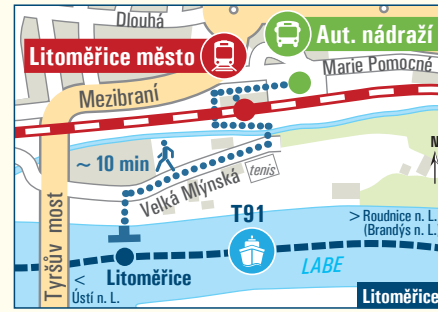 Dlouhá
Aut. nádraží
Litoměřice město
Marie Pomocné
Mezibraní
N
~ 10 min
tenis
Velká Mlýnská
Tyršův most
T91
> Roudnice n. L.
(Brandýs n. L.)
Litoměřice
LABE
<
Ústí n. L.
Litoměřice